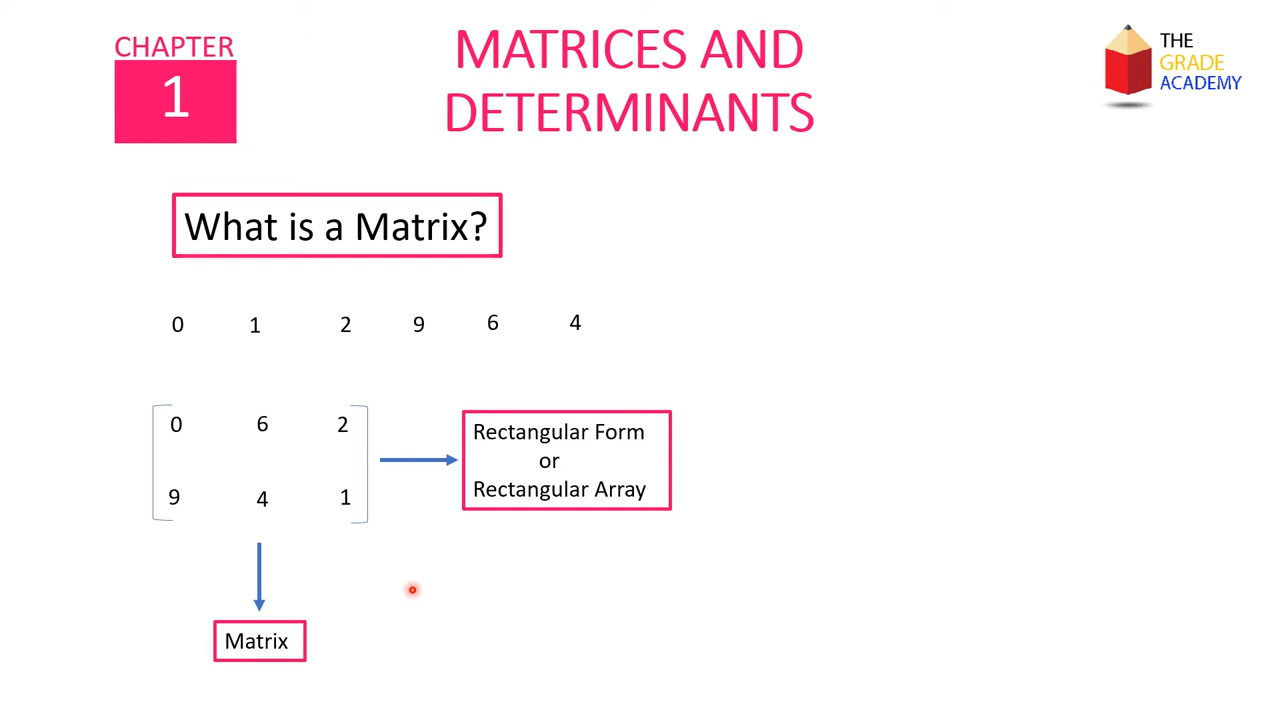 CHAPTER
1
MATRICES AND
DETERMINANTS
THE
GRADE
ACADEMY
What is a Matrix?
0 1 2 9 6 4
0 6 2
9 4 1
Rectangular Form
or
Rectangular Array
Matrix